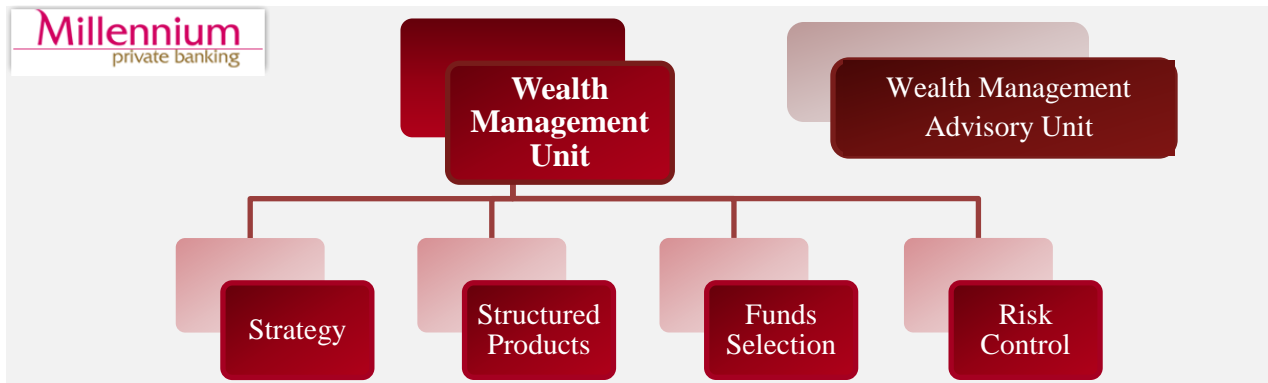 Millennium
private banking
Wealth
Management
Unit
Wealth Management
Advisory Unit
Strategy
Structured
Products
Funds
Selection
Risk
Control